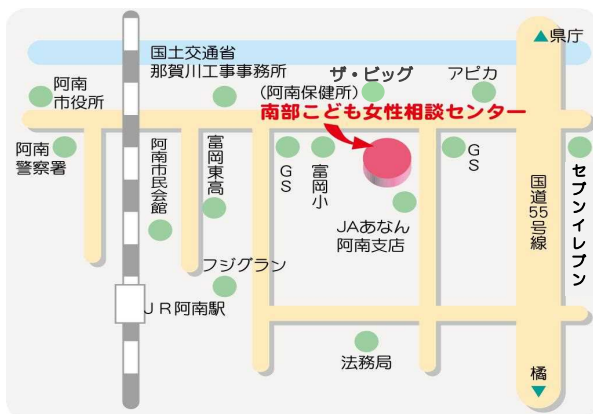 県庁
国土交通省
那賀川工事事務所
ザ・ビッグ
アピカ
阿南
市役所
(阿南保健所)
南部こども女性相談センター
阿南
警察署
阿南市民会館
富岡東高
GS
富岡小
GS
国道55号線
セブンイレブン
JAあなん
阿南支店
フジグラン
JR阿南駅
法務局
橘